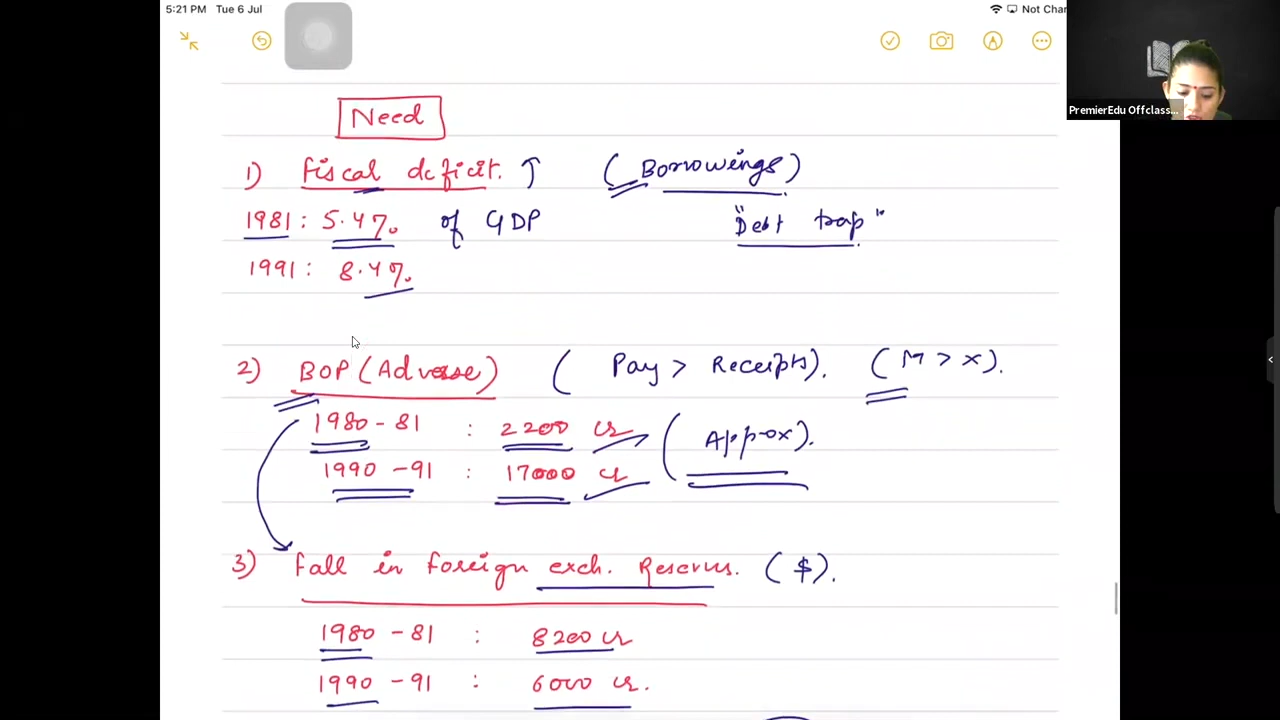 5:21 PM Tue 6 Jul
Not Char
PremierEdu Offclass...
Need
1) Fiscal deficit. ↑ (Borrowings)
1981 : 5.4%. of GDP "Debt trap"
1991 : 8.4%.
2) BOP (Adverse) ( Pay > Receipts). (M > X).
1980-81 : 2200 cr (Approx).
1990-91 : 17000 cr
3) Fall in foreign exch. Reserves. ($).
1980-81 : 8200 cr
1990-91 : 6000 cr.